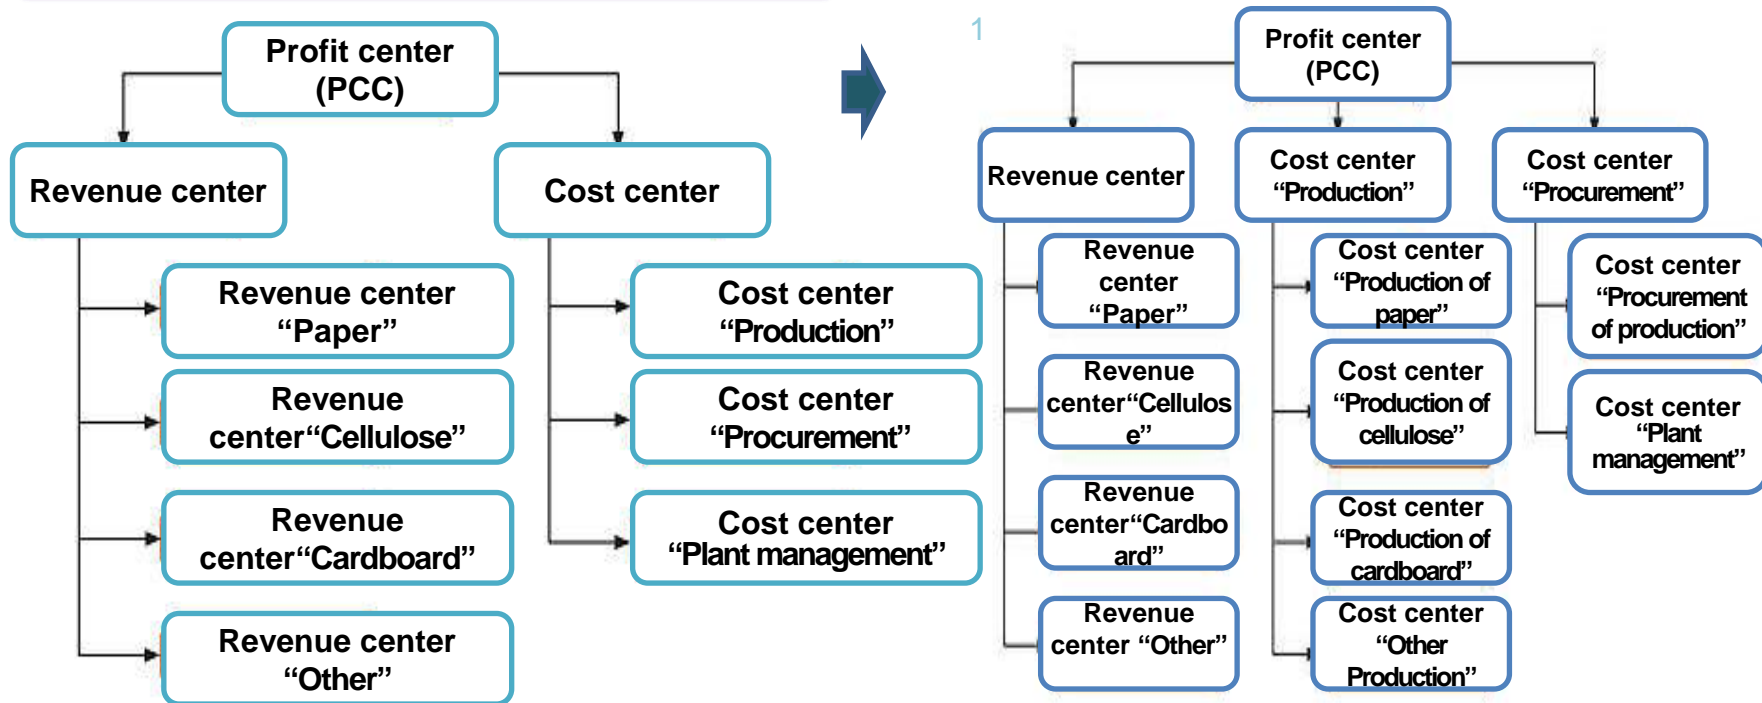 Profit center
(PCC)
Revenue center
Cost center
Revenue center
“Paper”
Revenue
center“Cellulose”
Revenue
center“Cardboard”
Revenue center
“Other”
Cost center
“Production”
Cost center
“Procurement”
Cost center
“Plant management”
1
Profit center
(PCC)
Revenue center
Cost center
“Production”
Cost center
“Procurement”
Revenue
center
“Paper”
Revenue
center“Cellulos
e”
Revenue
center“Cardbo
ard”
Revenue
center “Other”
Cost center
“Production of
paper”
Cost center
“Production of
cellulose”
Cost center
“Production of
cardboard”
Cost center
“Other
Production”
Cost center
“Procurement
of production”
Cost center
“Plant
management”